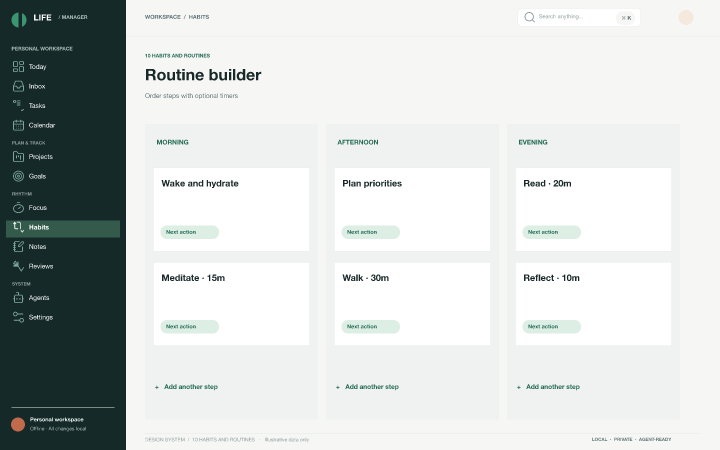 LIFE / MANAGER
PERSONAL WORKSPACE
Today
Inbox
Tasks
Calendar
PLAN & TRACK
Projects
Goals
RHYTHM
Focus
Habits
Notes
Reviews
SYSTEM
Agents
Settings
Personal workspace
Offline · All changes local
WORKSPACE / HABITS
Search anything...
⌘ K
10 HABITS AND ROUTINES
Routine builder
Order steps with optional timers
MORNING
Wake and hydrate
Next action
Meditate · 15m
Next action
+ Add another step
AFTERNOON
Plan priorities
Next action
Walk · 30m
Next action
+ Add another step
EVENING
Read · 20m
Next action
Reflect · 10m
Next action
+ Add another step
DESIGN SYSTEM / 10 HABITS AND ROUTINES · Illustrative data only
LOCAL · PRIVATE · AGENT-READY